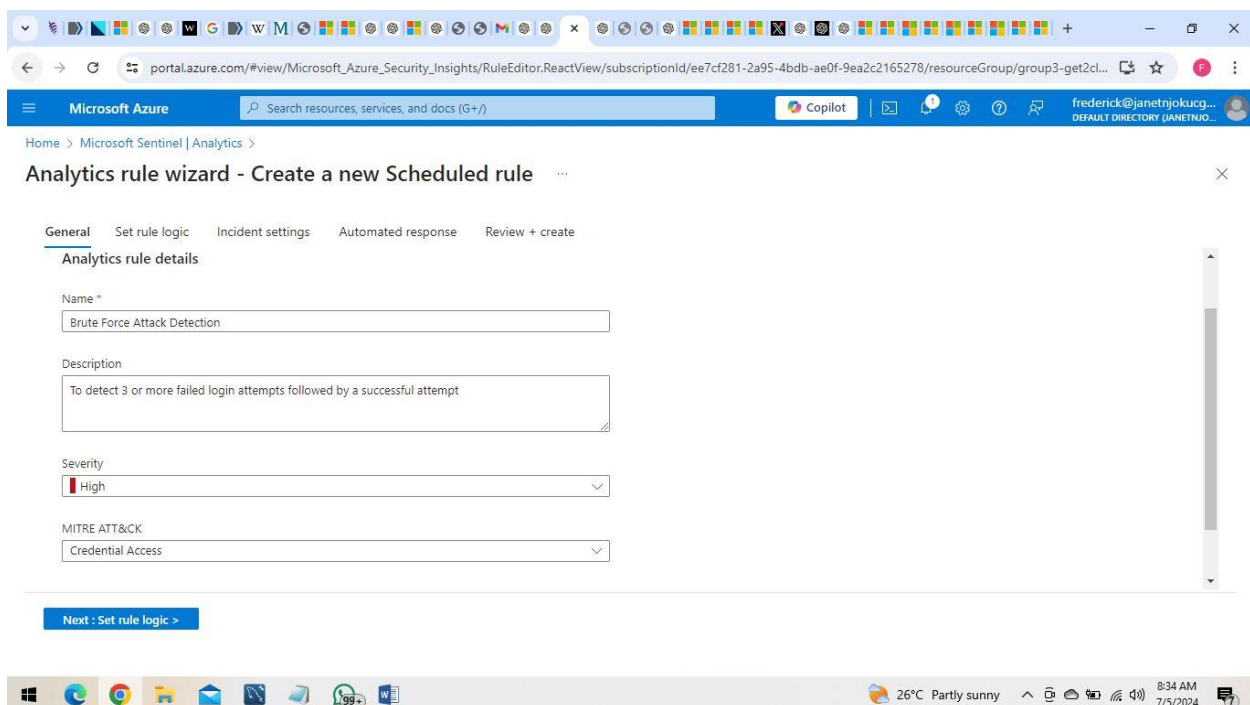 portal.azure.com/#view/Microsoft_Azure_Security_Insights/RuleEditor.ReactView/subscriptionId/ee7cf281-2a95-4bdb-ae0f-9ea2c2165278/resourceGroup/group3-get2cl...
F
Microsoft Azure
Search resources, services, and docs (G+/)
Copilot
1
frederick@janetnjokucg...
DEFAULT DIRECTORY (JANETNJO...
Home > Microsoft Sentinel | Analytics >
Analytics rule wizard - Create a new Scheduled rule ...
General Set rule logic Incident settings Automated response Review + create
Analytics rule details
Name *
Brute Force Attack Detection
Description
To detect 3 or more failed login attempts followed by a successful attempt
Severity
High
MITRE ATT&CK
Credential Access
Next : Set rule logic >
99+
26°C Partly sunny
8:34 AM
7/5/2024
7